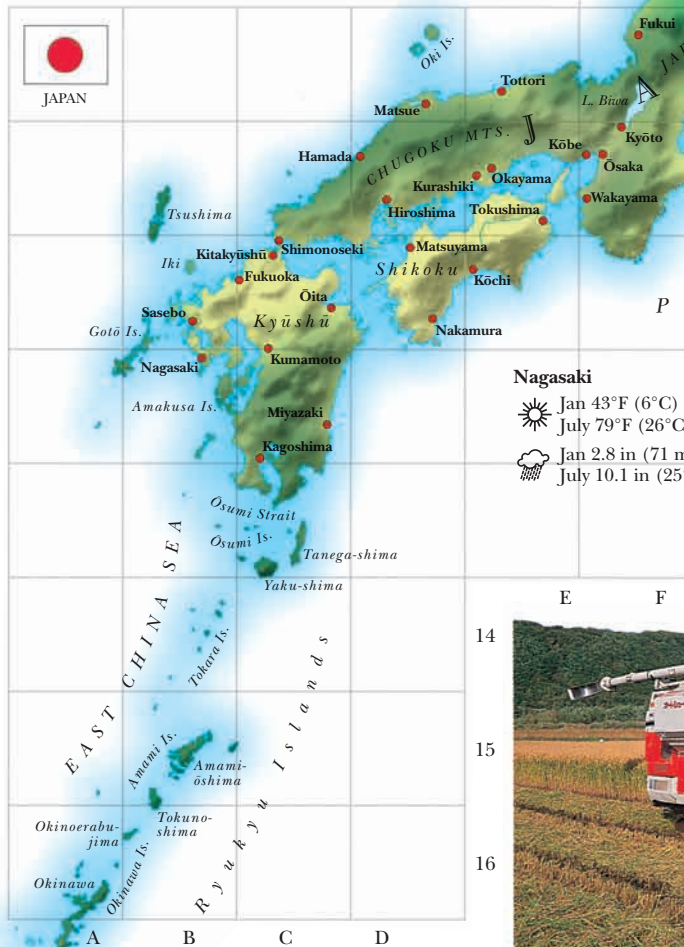 JAPAN
Oki Is.
Fukui
Tottori
L. Biwa
A
JAP
Matsue
J
CHUGOKU MTS.
Kyōto
Kōbe
Ōsaka
Hamada
Okayama
Kurashiki
Wakayama
Hiroshima
Tokushima
Tsushima
Shimonoseki
Kitakyūshū
Matsuyama
Iki
Shikoku
Fukuoka
Kōchi
Ōita
Sasebo
Kyūshū
P
Gotō Is.
Nakamura
Nagasaki
Kumamoto
Nagasaki
Jan 43°F (6°C)
July 79°F (26°C
Jan 2.8 in (71 m
July 10.1 in (25
Amakusa Is.
Miyazaki
Kagoshima
Ōsumi Strait
Ōsumi Is.
Tanega-shima
Yaku-shima
EAST CHINA SEA
Tokara Is.
Ryukyu Islands
E F
14
Amami Is.
Amami-
ōshima
15
Tokuno-
shima
Okinoerabu-
jima
Okinawa Is.
Okinawa
16
A B C D